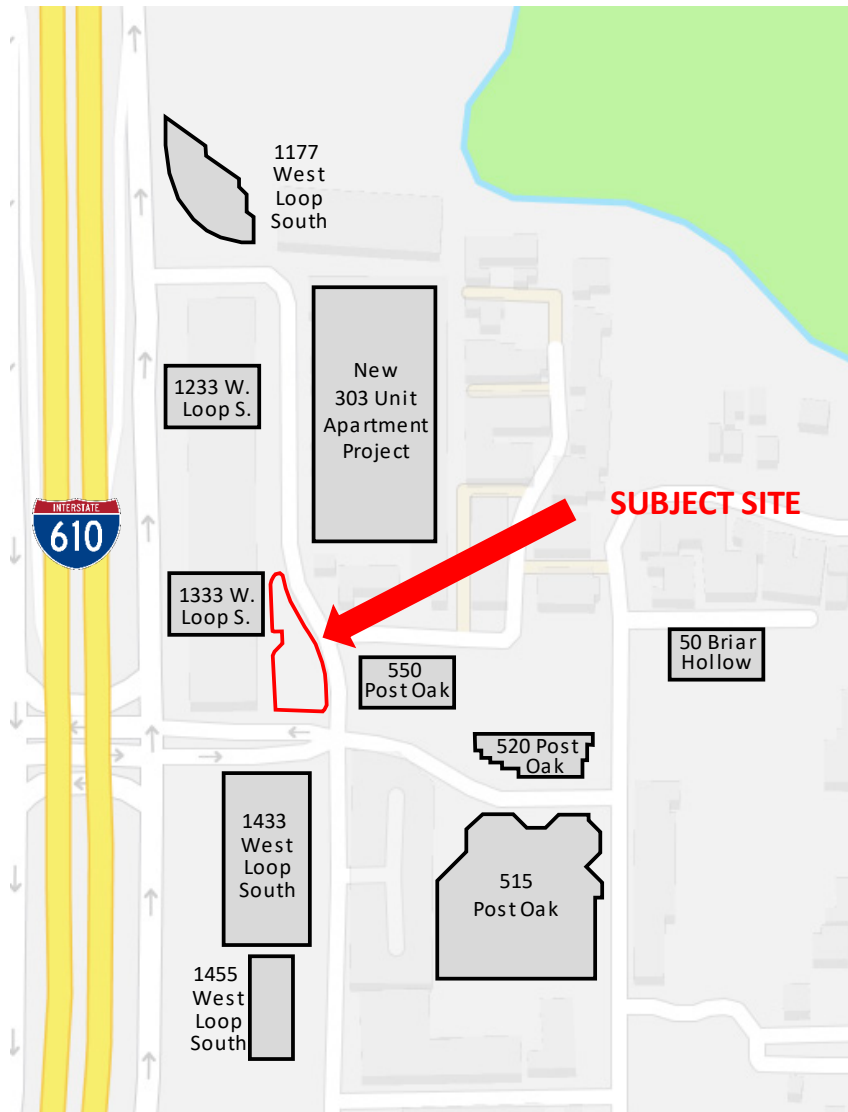 1177
West
Loop
South
1233 W.
Loop S.
New
303 Unit
Apartment
Project
SUBJECT SITE
INTERSTATE
610
1333 W.
Loop S.
550
Post Oak
50 Briar
Hollow
520 Post
Oak
1433
West
Loop
South
515
Post Oak
1455
West
Loop
South